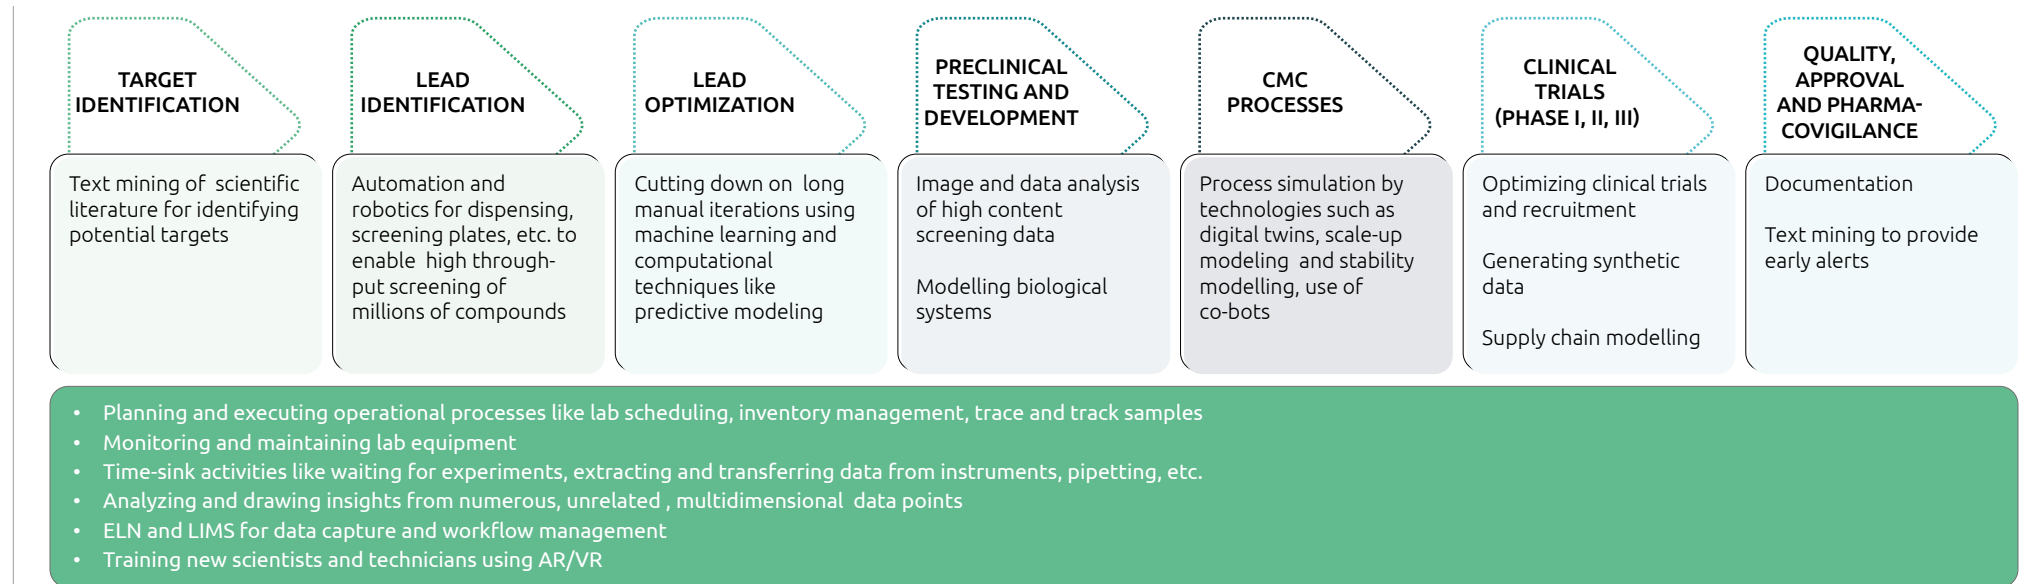 TARGET
IDENTIFICATION
Text mining of scientific
literature for identifying
potential targets
LEAD
IDENTIFICATION
Automation and
robotics for dispensing,
screening plates, etc. to
enable high through-
put screening of
millions of compounds
LEAD
OPTIMIZATION
Cutting down on long
manual iterations using
machine learning and
computational
techniques like
predictive modeling
PRECLINICAL
TESTING AND
DEVELOPMENT
Image and data analysis
of high content
screening data
Modelling biological
systems
CMC
PROCESSES
Process simulation by
technologies such as
digital twins, scale-up
modeling and stability
modelling, use of
co-bots
CLINICAL
TRIALS
(PHASE I, II, III)
Optimizing clinical trials
and recruitment
Generating synthetic
data
Supply chain modelling
QUALITY,
APPROVAL
AND PHARMA-
COVIGILANCE
Documentation
Text mining to provide
early alerts
• Planning and executing operational processes like lab scheduling, inventory management, trace and track samples
• Monitoring and maintaining lab equipment
• Time-sink activities like waiting for experiments, extracting and transferring data from instruments, pipetting, etc.
• Analyzing and drawing insights from numerous, unrelated , multidimensional data points
• ELN and LIMS for data capture and workflow management
• Training new scientists and technicians using AR/VR